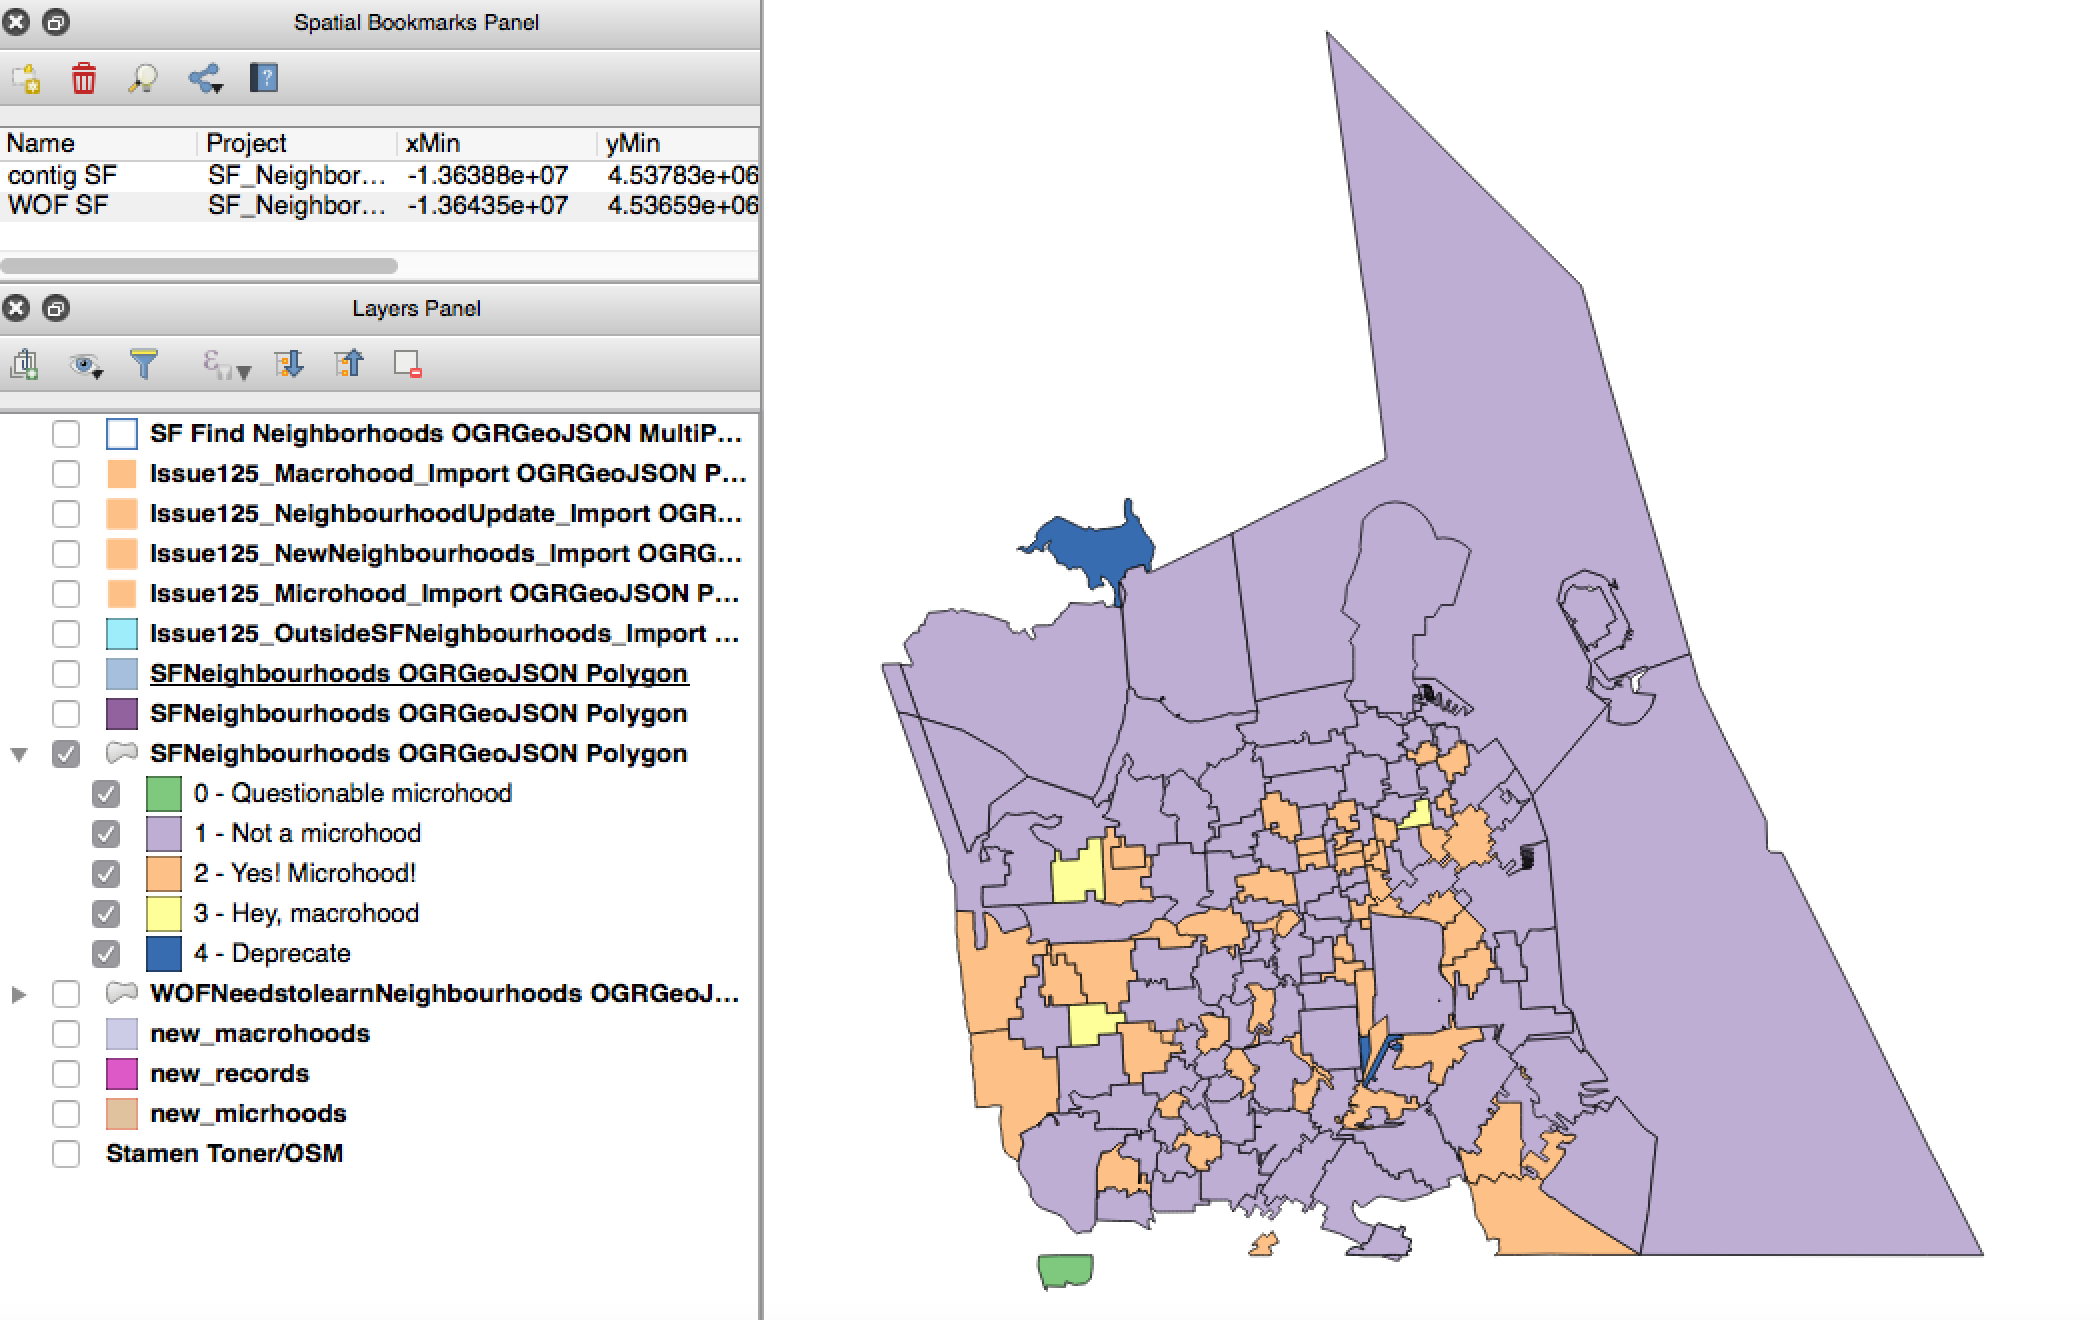 Spatial Bookmarks Panel
Name Project xMin yMin
contig SF SF_Neighbor... -1.36388e+07 4.53783e+06
WOF SF SF_Neighbor... -1.36435e+07 4.53659e+06
Layers Panel
SF Find Neighborhoods OGRGeoJSON MultiP...
Issue125_Macrohood_Import OGRGeoJSON P...
Issue125_NeighbourhoodUpdate_Import OGR...
Issue125_NewNeighbourhoods_Import OGRG...
Issue125_Microhood_Import OGRGeoJSON P...
Issue125_OutsideSFNeighbourhoods_Import ...
SFNeighbourhoods OGRGeoJSON Polygon
SFNeighbourhoods OGRGeoJSON Polygon
SFNeighbourhoods OGRGeoJSON Polygon
0 - Questionable microhood
1 - Not a microhood
2 - Yes! Microhood!
3 - Hey, macrohood
4 - Deprecate
WOFNeedstolearnNeighbourhoods OGRGeoJ...
new_macrohoods
new_records
new_micrhoods
Stamen Toner/OSM